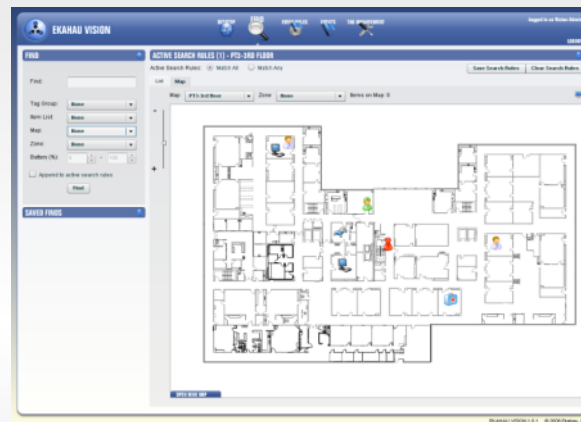 EKAHAU VISION
FIND
FIND
ACTIVE SEARCH RULES (1) - PT3-3RD FLOOR
Active Search Rules: Match All Match Any
Save Search Rules Clear Search Rules
List Map
Find:
Map: PT3-3rd floor Zone: None Items on Map:
Tag Group: None
Item List: None
Map: None
Zone: None
Battery (%):
Append to active search rules
Find
SAVED FINDS